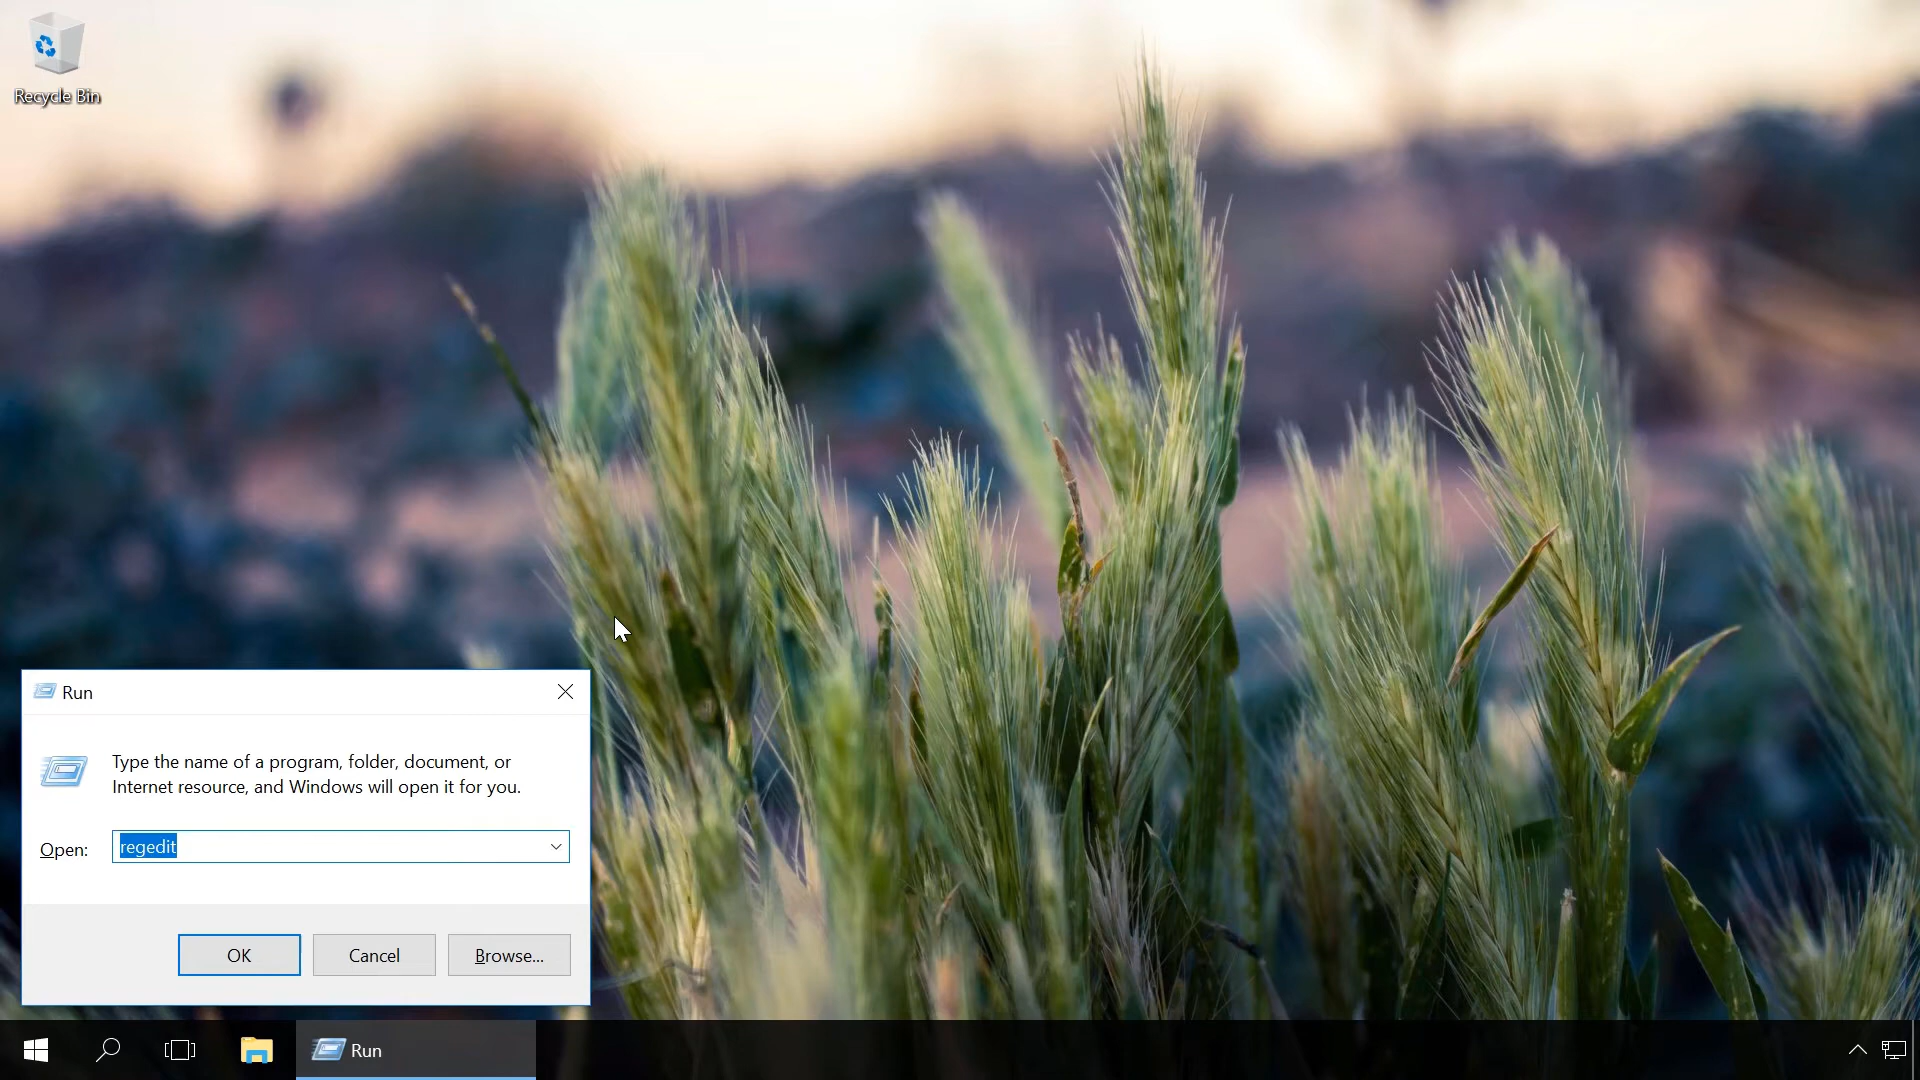 Recycle Bin
Run
Type the name of a program, folder, document, or
Internet resource, and Windows will open it for you.
Open: regedit
OK Cancel Browse...
Run